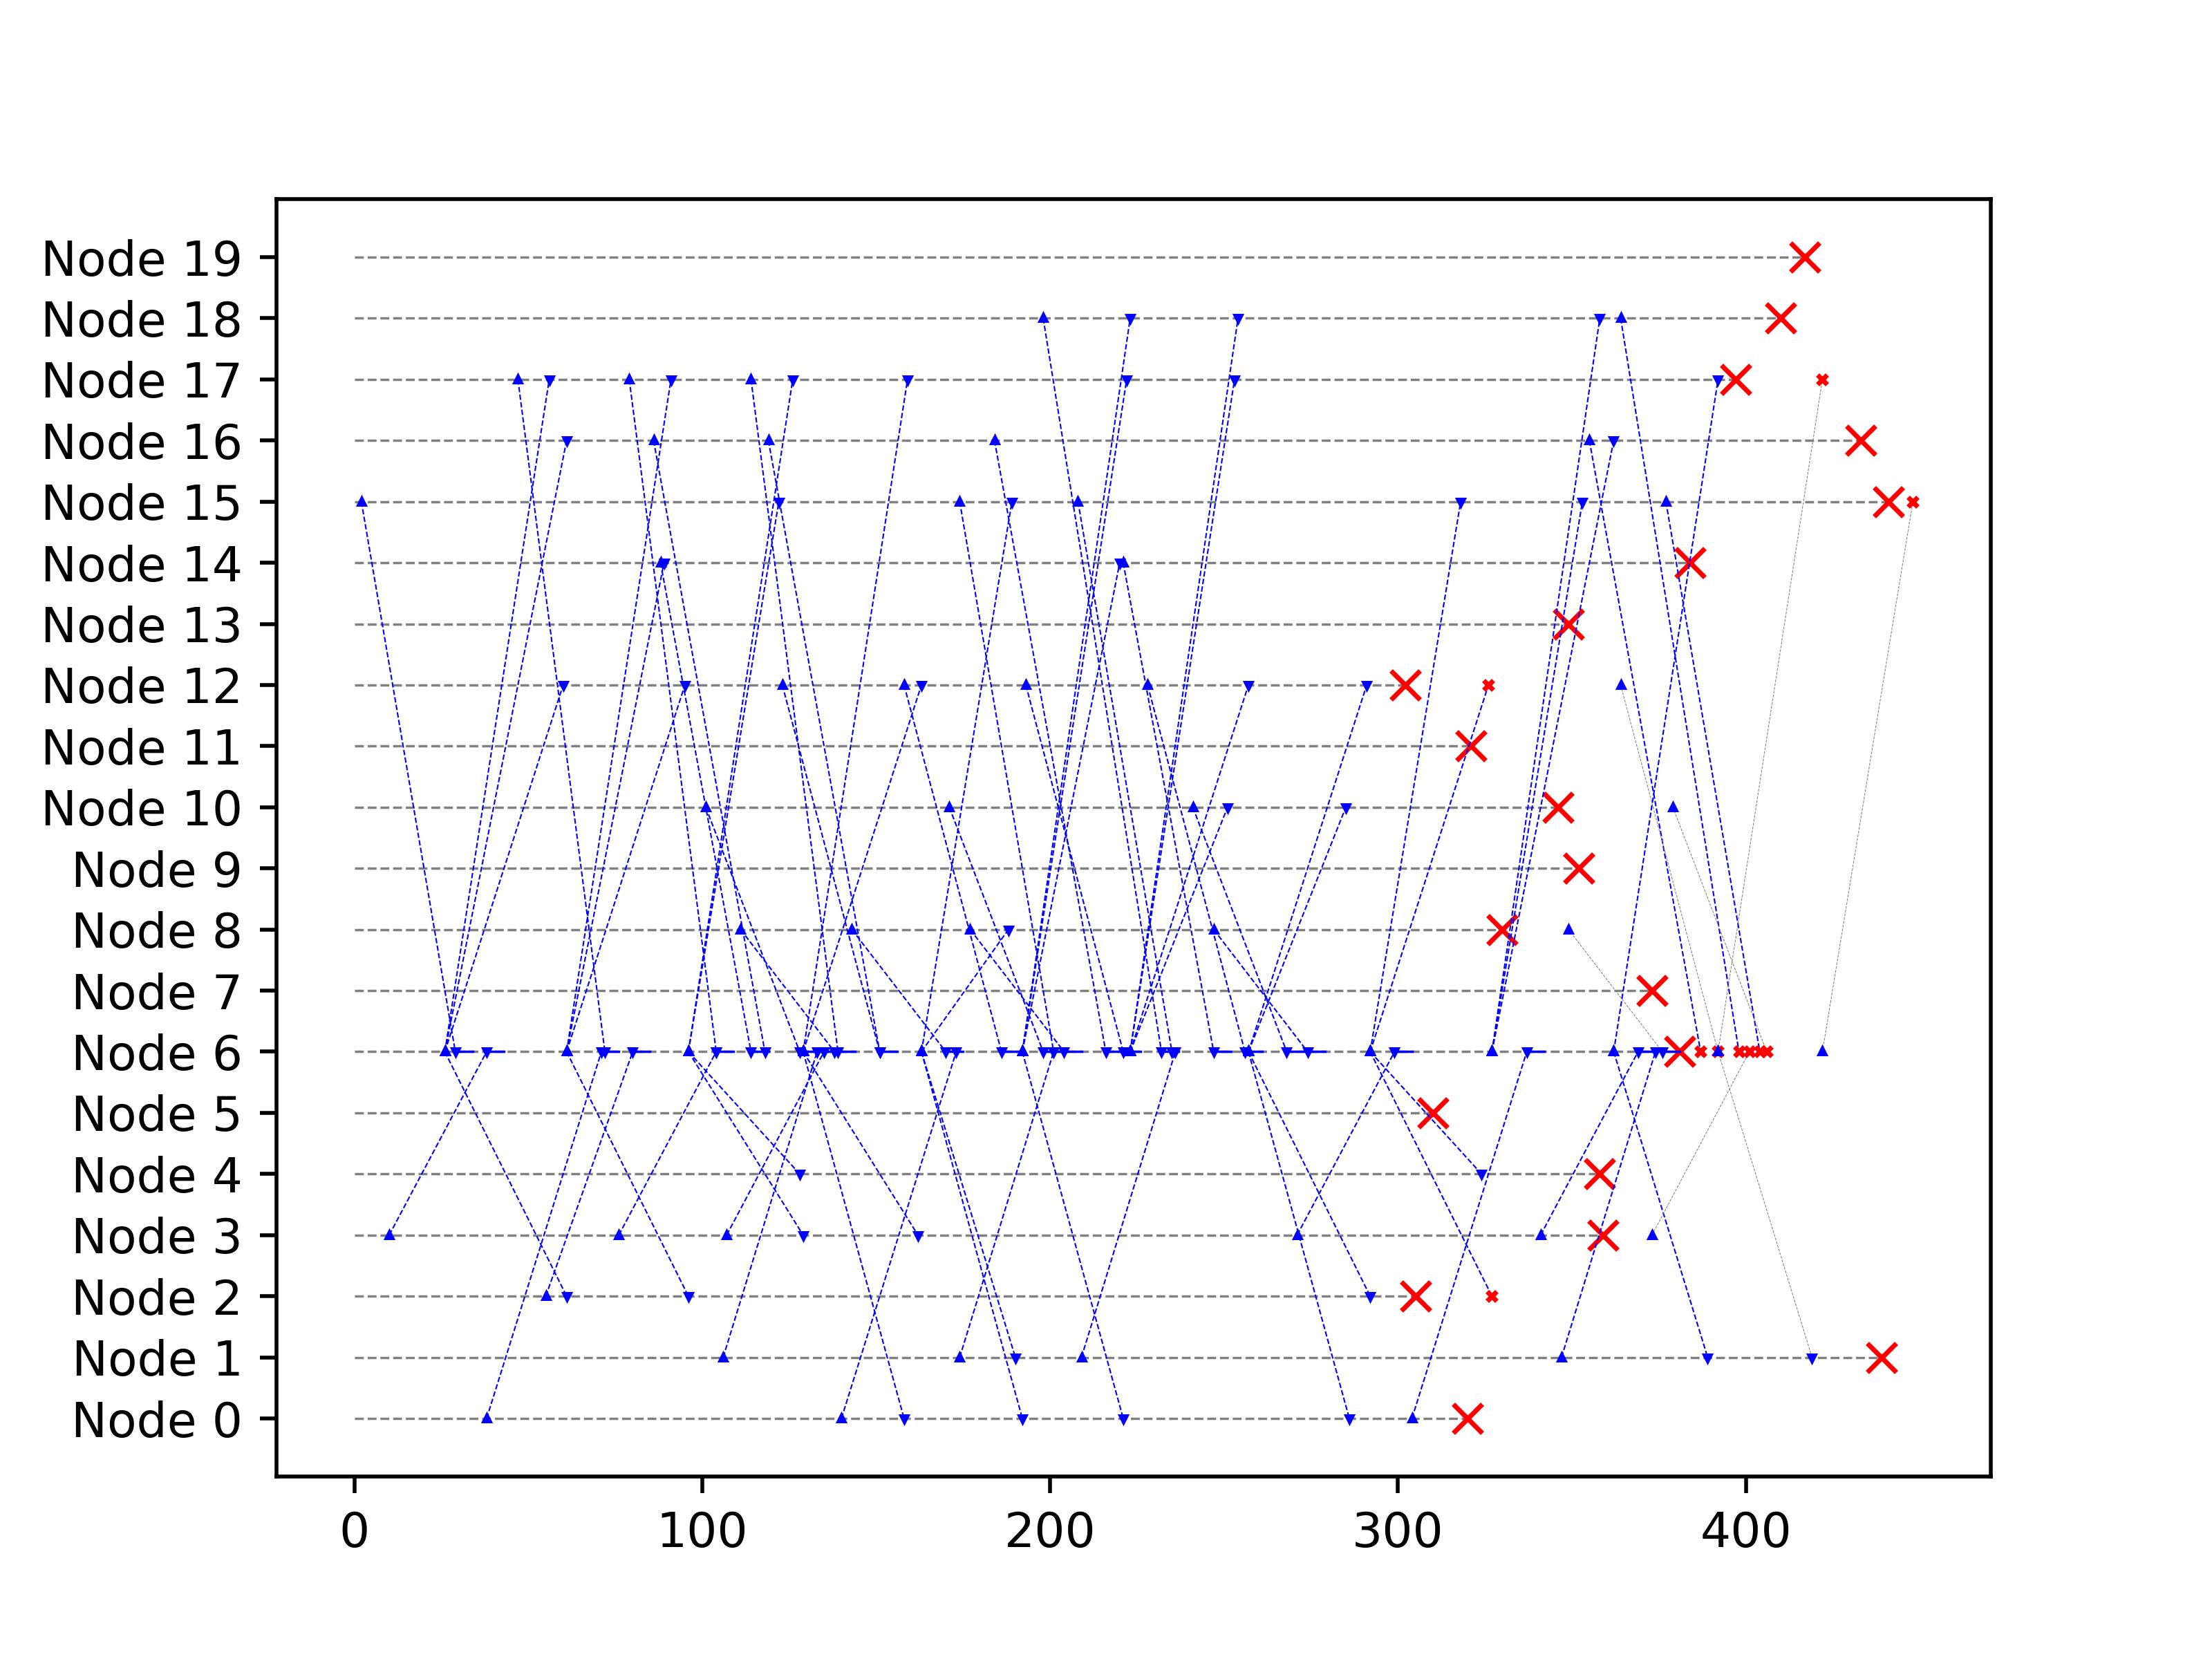 Node 19
Node 18
Node 17
Node 16
Node 15
Node 14
Node 13
Node 12
Node 11
Node 10
Node 9
Node 8
Node 7
Node 6
Node 5
Node 4
Node 3
Node 2
Node 1
Node 0
0 100 200 300 400